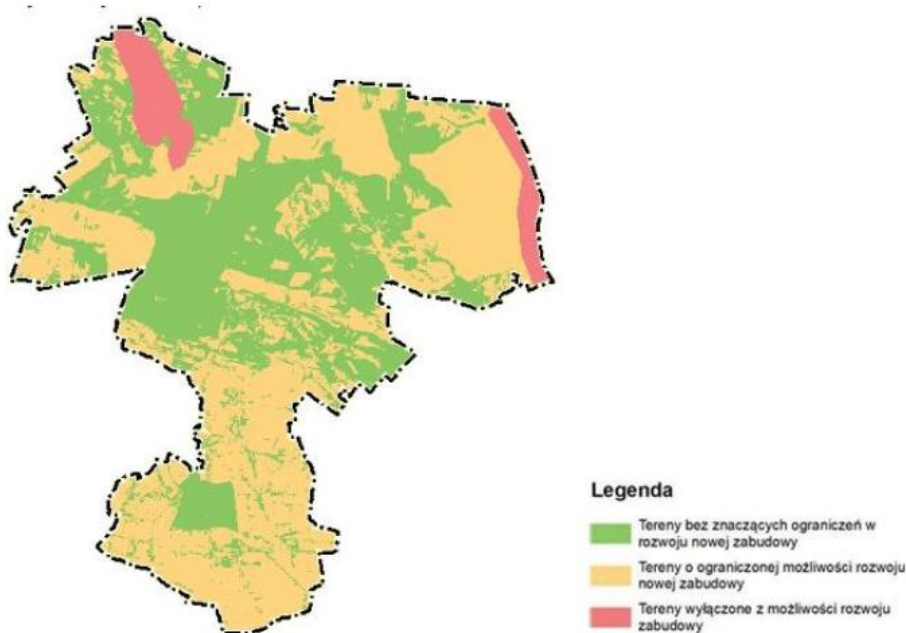 Legenda
Tereny bez znaczących ograniczeń w
rozwoju nowej zabudowy
Tereny o ograniczonej możliwości rozwoju
nowej zabudowy
Tereny wyłączone z możliwości rozwoju
zabudowy